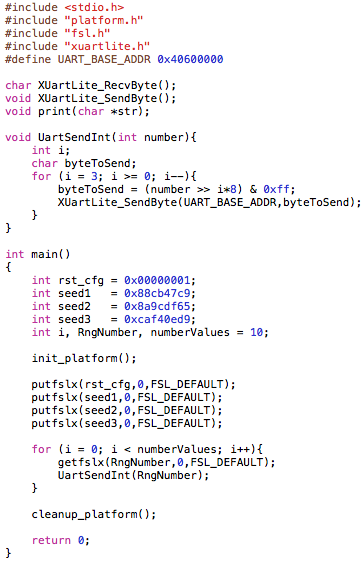 #include <stdio.h>
#include "platform.h"
#include "fsl.h"
#include "xuartlite.h"
#define UART_BASE_ADDR 0x40600000

char XUartLite_RecvByte();
void XUartLite_SendByte();
void print(char *str);

void UartSendInt(int number){
    int i;
    char byteToSend;
    for (i = 3; i >= 0; i--){
        byteToSend = (number >> i*8) & 0xff;
        XUartLite_SendByte(UART_BASE_ADDR,byteToSend);
    }
}

int main()
{
    int rst_cfg = 0x00000001;
    int seed1   = 0x88cb47c9;
    int seed2   = 0x8a9cdf65;
    int seed3   = 0xcaf40ed9;
    int i, RngNumber, numberValues = 10;

    init_platform();

    putfslx(rst_cfg,0,FSL_DEFAULT);
    putfslx(seed1,0,FSL_DEFAULT);
    putfslx(seed2,0,FSL_DEFAULT);
    putfslx(seed3,0,FSL_DEFAULT);

    for (i = 0; i < numberValues; i++){
        getfslx(RngNumber,0,FSL_DEFAULT);
        UartSendInt(RngNumber);
    }

    cleanup_platform();

    return 0;
}